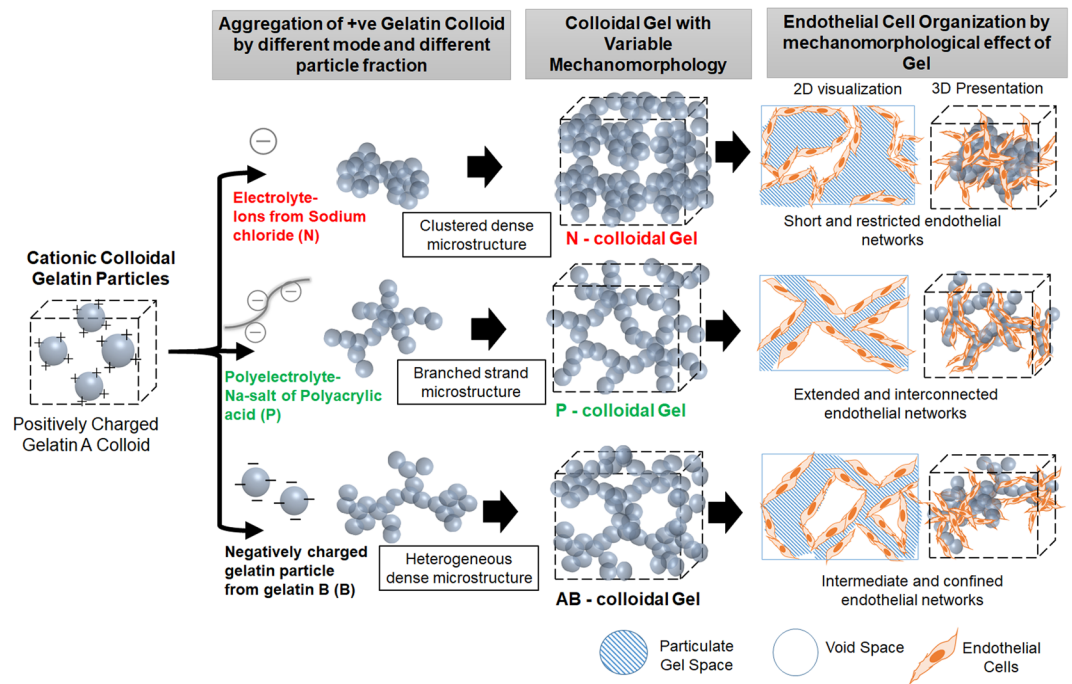 Aggregation of +ve Gelatin Colloid
by different mode and different
particle fraction
Colloidal Gel with
Variable
Mechanomorphology
Endothelial Cell Organization by
mechanomorphological effect of
Gel
2D visualization
3D Presentation
Electrolyte-
Ions from Sodium
chloride (N)
Clustered dense
microstructure
N - colloidal Gel
Short and restricted endothelial
networks
Cationic Colloidal
Gelatin Particles
Positively Charged
Gelatin A Colloid
Polyelectrolyte-
Na-salt of Polyacrylic
acid (P)
Branched strand
microstructure
P - colloidal Gel
Extended and interconnected
endothelial networks
Negatively charged
gelatin particle
from gelatin B (B)
Heterogeneous
dense microstructure
AB - colloidal Gel
Intermediate and confined
endothelial networks
Particulate
Gel Space
Void Space
Endothelial
Cells